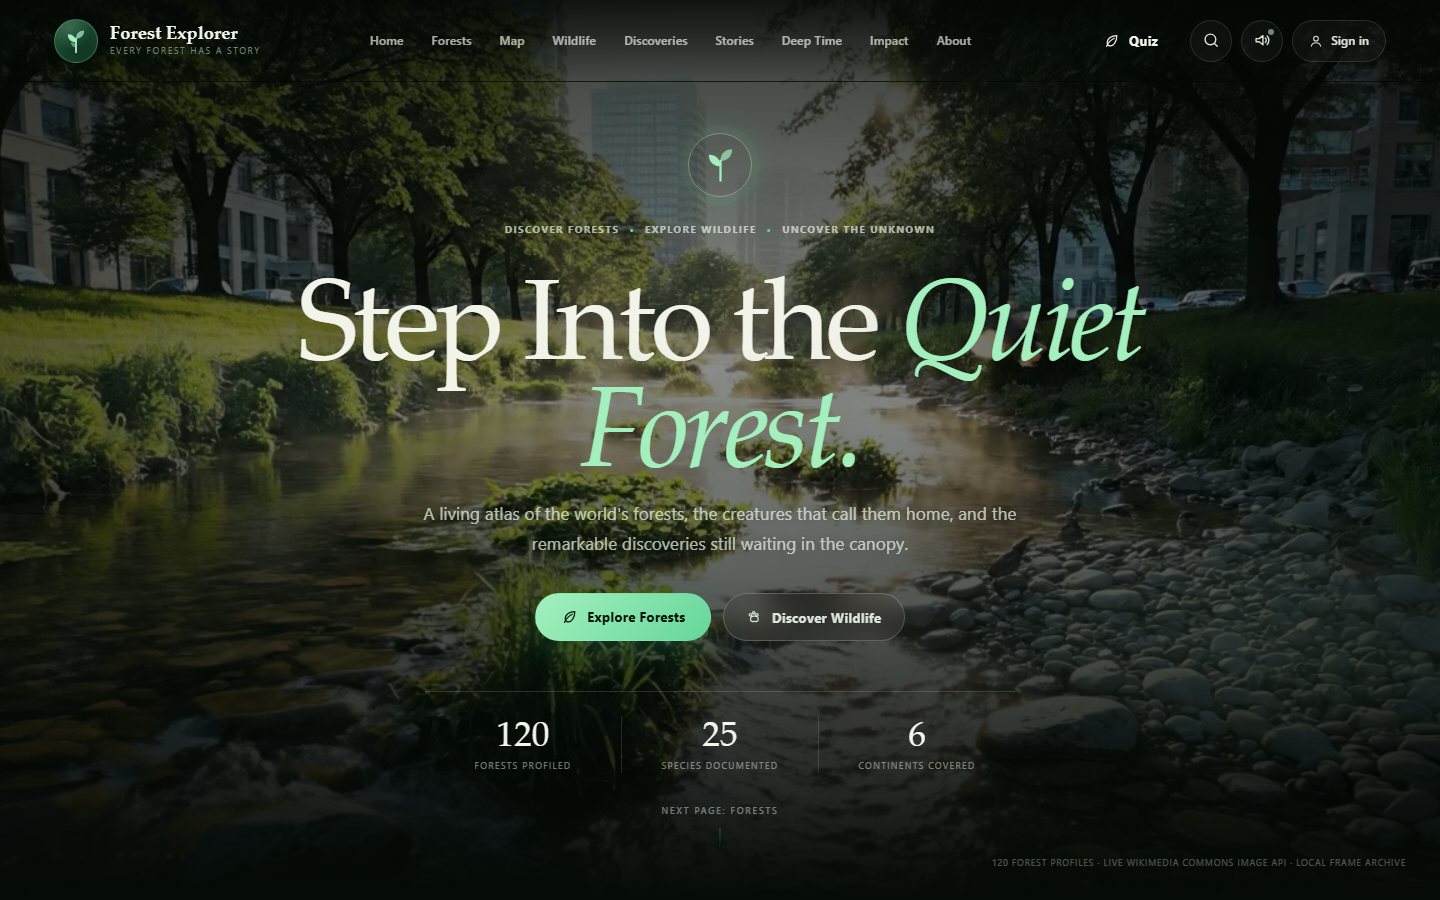 Forest Explorer
EVERY FOREST HAS A STORY
Home Forests Map Wildlife Discoveries Stories Deep Time Impact About Quiz Sign in
DISCOVER FORESTS • EXPLORE WILDLIFE • UNCOVER THE UNKNOWN
Step Into the Quiet
Forest.
A living atlas of the world's forests, the creatures that call them home, and the
remarkable discoveries still waiting in the canopy.
Explore Forests Discover Wildlife
120 25 6
FORESTS PROFILED SPECIES DOCUMENTED CONTINENTS COVERED
NEXT PAGE: FORESTS
120 FOREST PROFILES · LIVE WIKIMEDIA COMMONS IMAGE API · LOCAL FRAME ARCHIVE